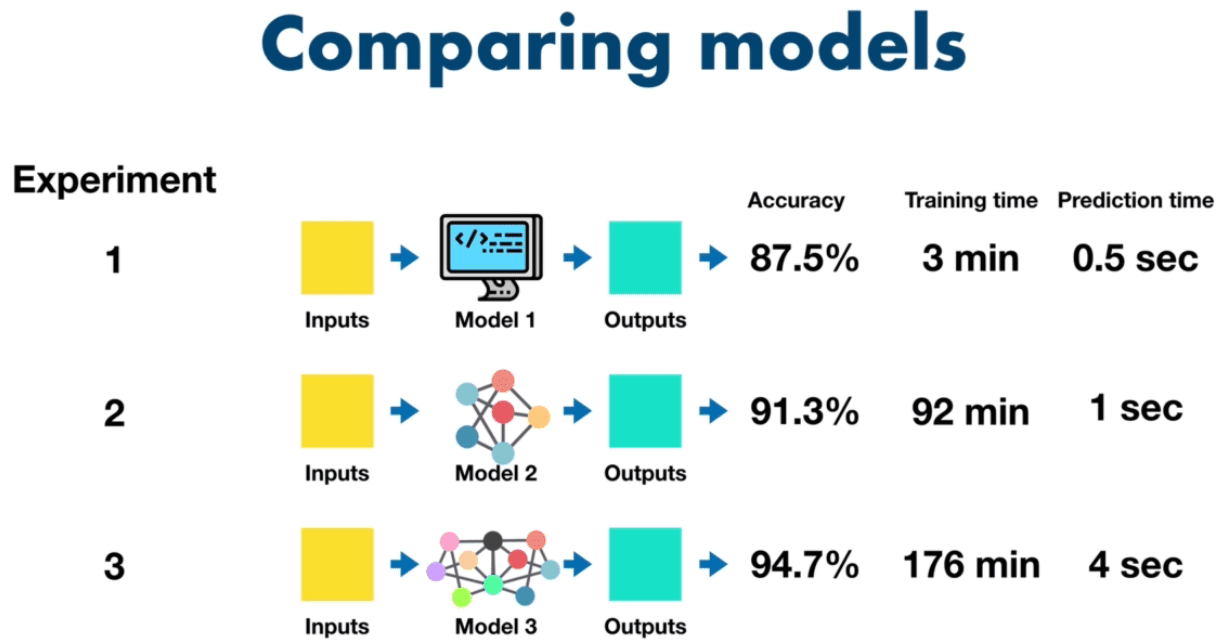 Comparing models
Experiment
Accuracy Training time Prediction time
1 </> 87.5% 3 min 0.5 sec
Inputs Model 1 Outputs
2 91.3% 92 min 1 sec
Inputs Model 2 Outputs
3 94.7% 176 min 4 sec
Inputs Model 3 Outputs